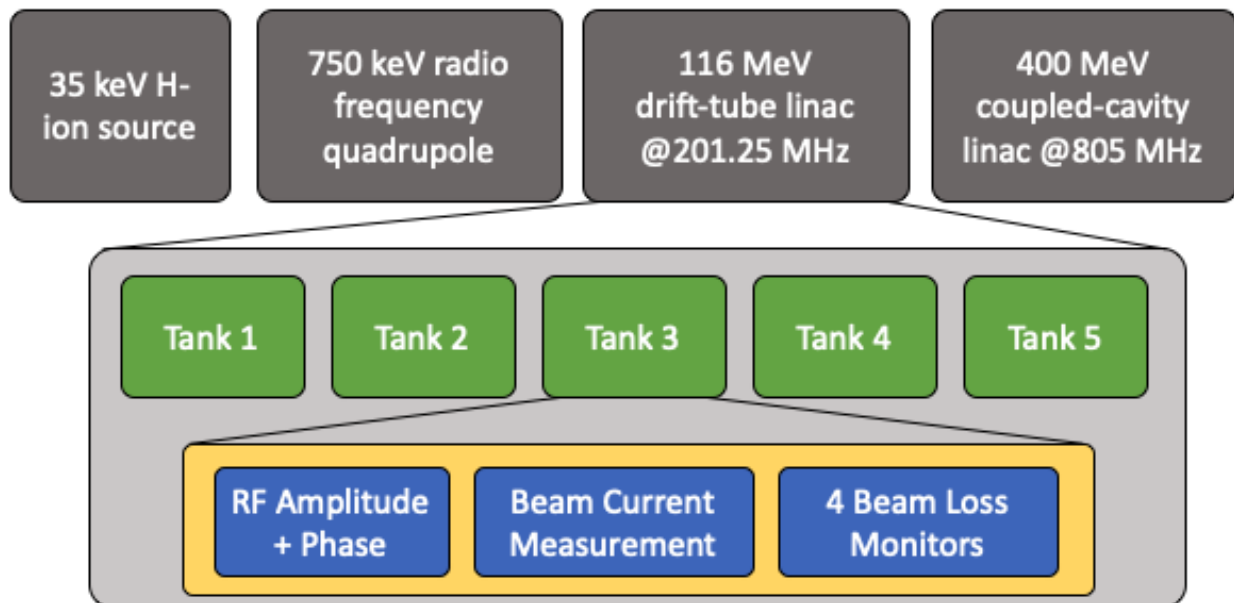 35 keV H-
ion source
750 keV radio
frequency
quadrupole
116 MeV
drift-tube linac
@201.25 MHz
400 MeV
coupled-cavity
linac @805 MHz
Tank 1
Tank 2
Tank 3
Tank 4
Tank 5
RF Amplitude
+ Phase
Beam Current
Measurement
4 Beam Loss
Monitors